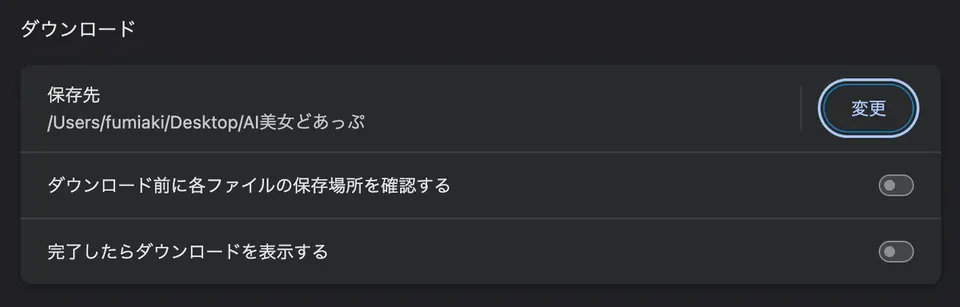 ダウンロード
保存先
/Users/fumiaki/Desktop/AI美女どあっぷ
変更
ダウンロード前に各ファイルの保存場所を確認する
完了したらダウンロードを表示する